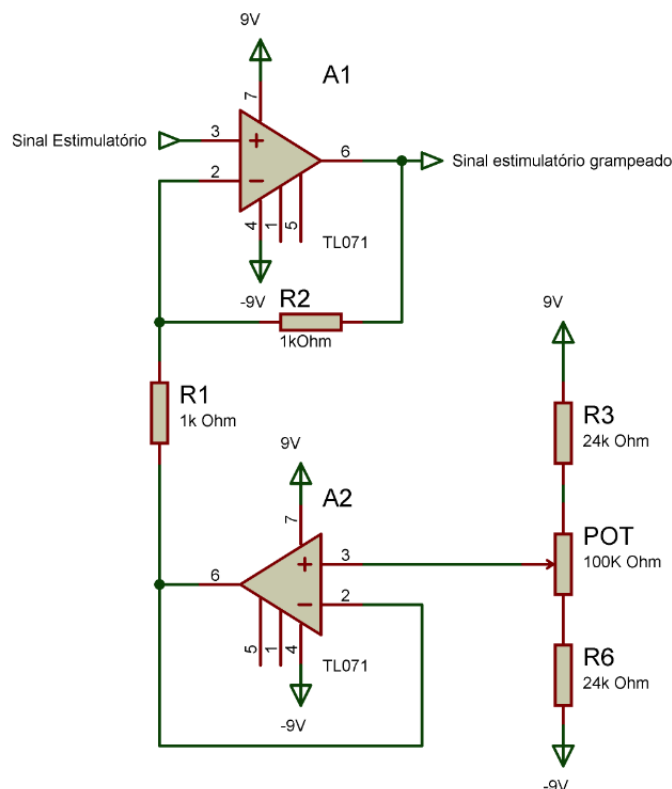 9V
A1
7
Sinal Estimulatório
3
6
Sinal estimulatório grampeado
2
4
1
5
TL071
-9V
R2
1kOhm
9V
R1
1k Ohm
R3
24k Ohm
9V
A2
7
POT
100K Ohm
3
6
2
5
1
4
TL071
R6
24k Ohm
-9V
-9V